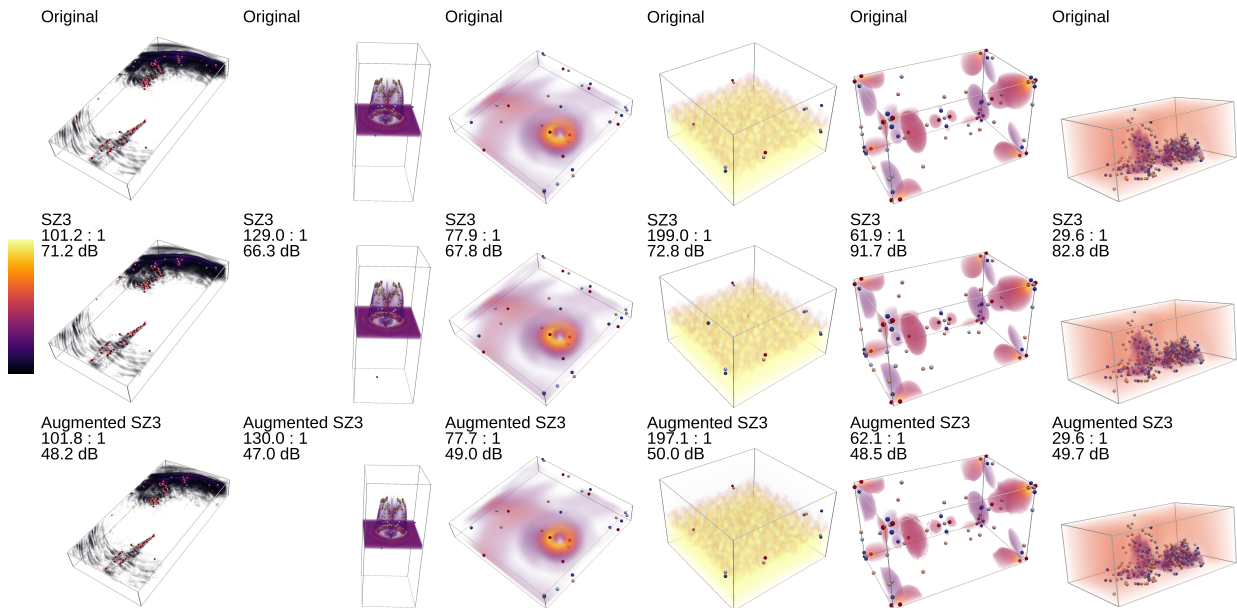 Original
Original
Original
Original
Original
Original
SZ3
101.2 : 1
71.2 dB
SZ3
129.0 : 1
66.3 dB
SZ3
77.9 : 1
67.8 dB
SZ3
199.0 : 1
72.8 dB
SZ3
61.9 : 1
91.7 dB
SZ3
29.6 : 1
82.8 dB
Augmented SZ3
101.8 : 1
48.2 dB
Augmented SZ3
130.0 : 1
47.0 dB
Augmented SZ3
77.7 : 1
49.0 dB
Augmented SZ3
197.1 : 1
50.0 dB
Augmented SZ3
62.1 : 1
48.5 dB
Augmented SZ3
29.6 : 1
49.7 dB